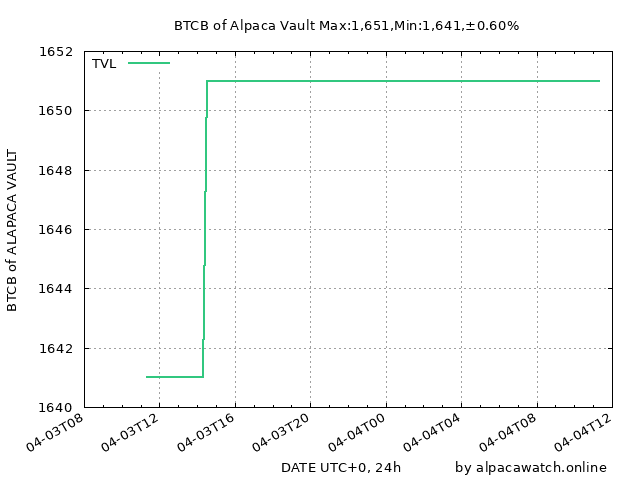 BTCB of Alpaca Vault Max:1,651,Min:1,641,±0.60%
TVL
1652
1650
1648
1646
1644
1642
1640
BTCB of ALAPACA VAULT
04-03T08
04-03T12
04-03T16
04-03T20
04-04T00
04-04T04
04-04T08
04-04T12
DATE UTC+0, 24h
by alpacawatch.online